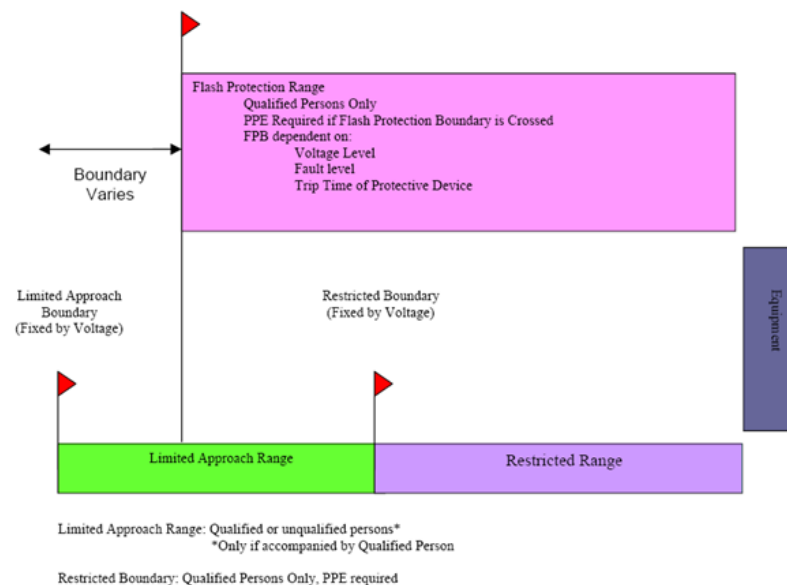 Flash Protection Range
Qualified Persons Only
PPE Required if Flash Protection Boundary is Crossed
FPB dependent on:
Voltage Level
Fault level
Trip Time of Protective Device
Boundary
Varies
Limited Approach
Boundary
(Fixed by Voltage)
Restricted Boundary
(Fixed by Voltage)
Equipment
Limited Approach Range
Restricted Range
Limited Approach Range: Qualified or unqualified persons*
*Only if accompanied by Qualified Person
Restricted Boundary: Qualified Persons Only, PPE required